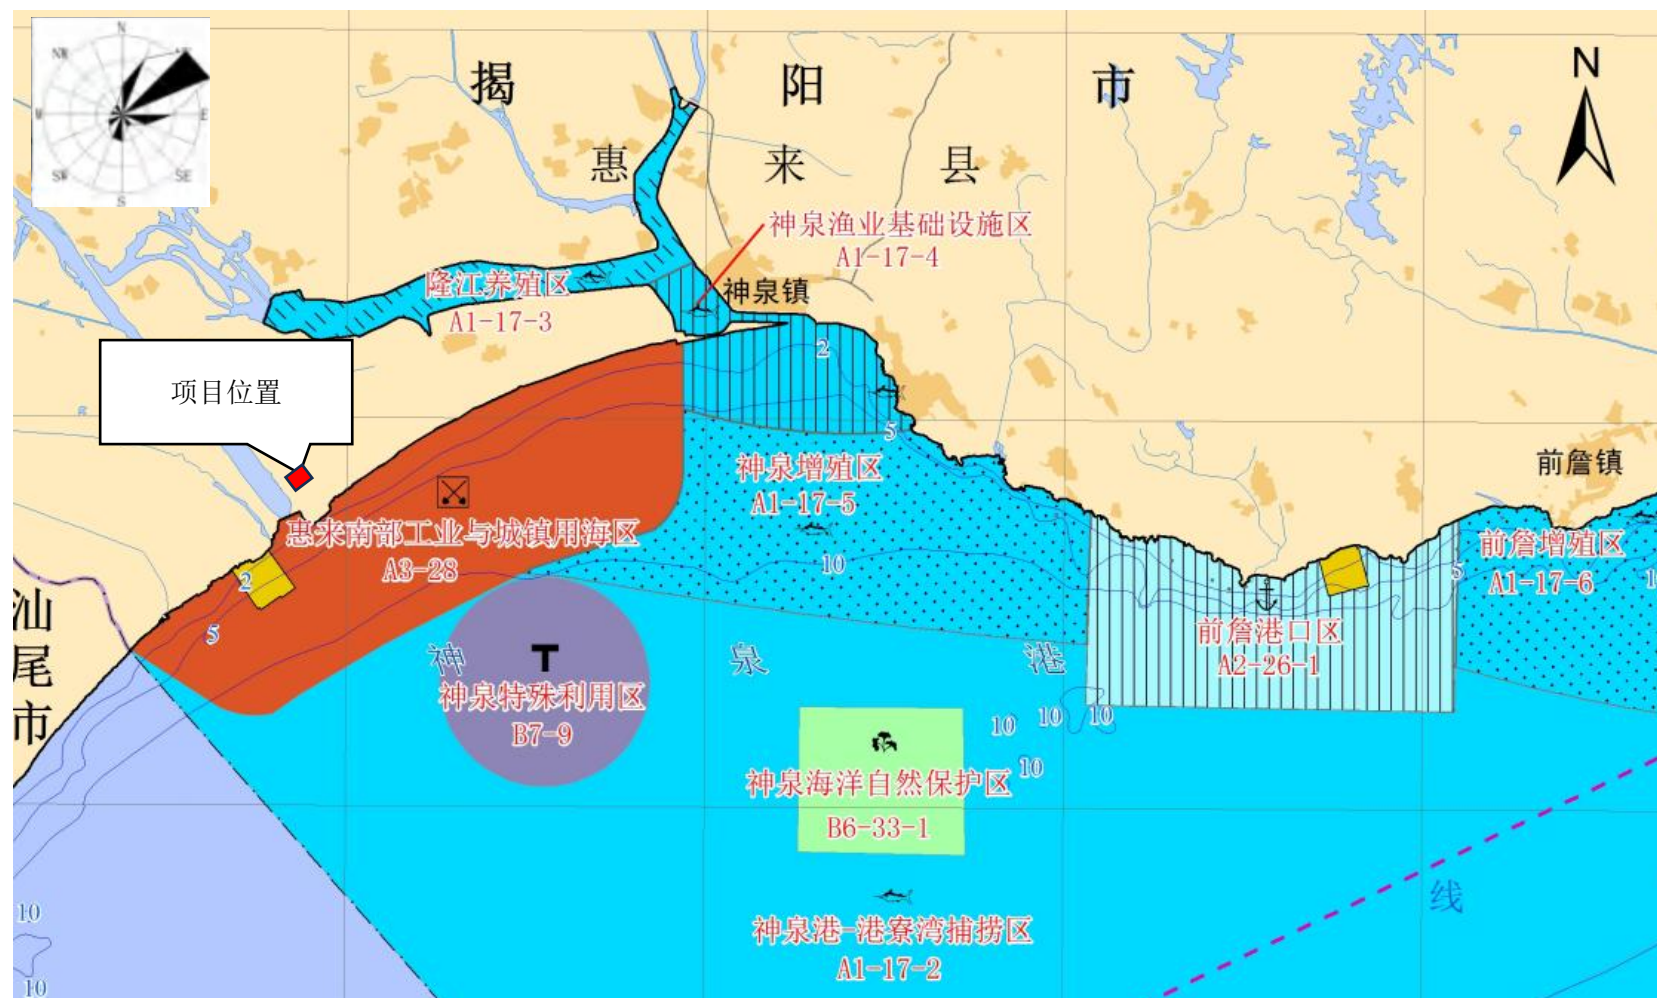 N
NW
W
E
SW
SE
S
揭 阳 市
N
惠 来 县
神泉渔业基础设施区
A1-17-4
隆江养殖区
A1-17-3
神泉镇
2
项目位置
5
神泉增殖区
A1-17-5
前詹镇
惠来南部工业与城镇用海区
A3-28
10
前詹增殖区
A1-17-6
2
5
5
前詹港口区
A2-26-1
汕尾市
神 泉 港
神泉特殊利用区
B7-9
10
10
10
10
神泉海洋自然保护区
B6-33-1
线
神泉港-港寮湾捕捞区
A1-17-2
10
10